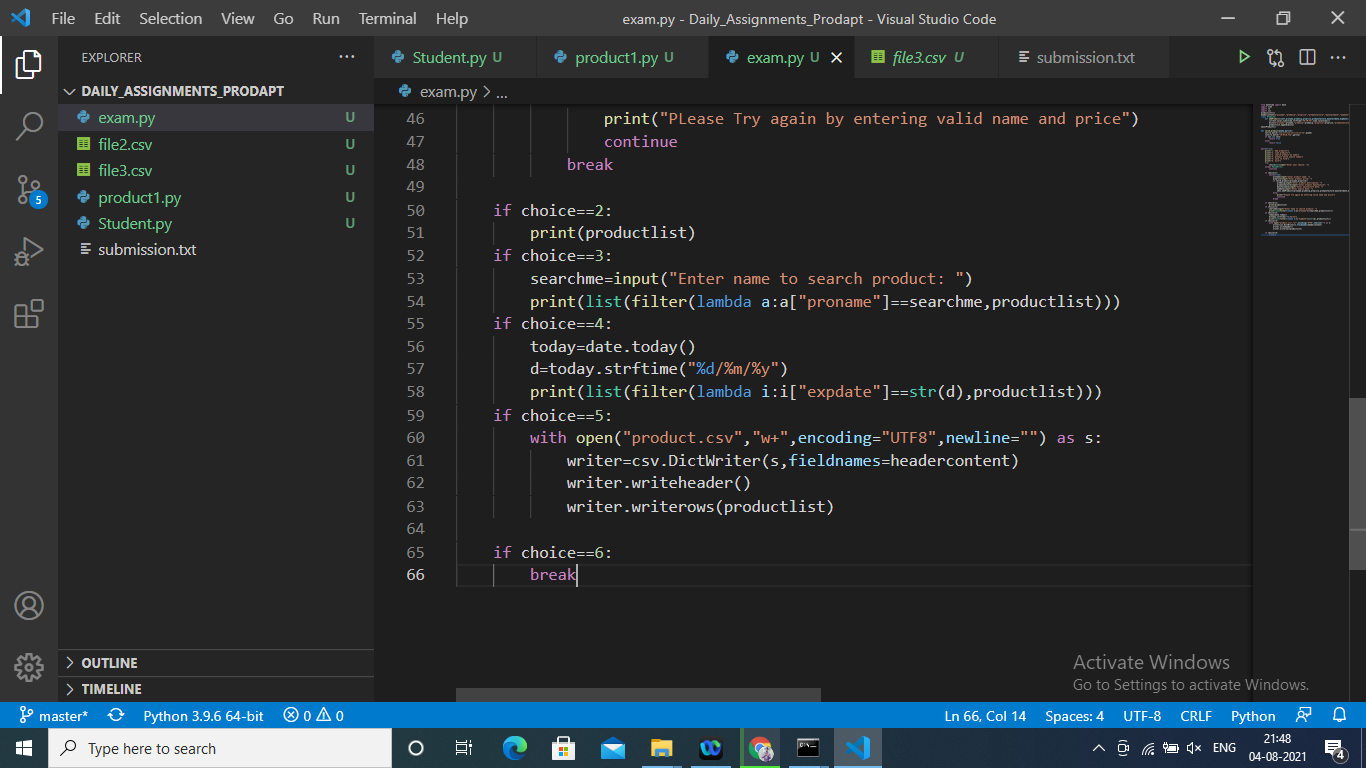 File Edit Selection View Go Run Terminal Help
exam.py - Daily_Assignments_Prodapt - Visual Studio Code
EXPLORER
DAILY_ASSIGNMENTS_PRODAPT
exam.py U
file2.csv U
file3.csv U
product1.py U
Student.py U
submission.txt
5
OUTLINE
TIMELINE
Student.py U
product1.py U
exam.py U
file3.csv U
submission.txt
exam.py > ...
46 print("PLease Try again by entering valid name and price")
47 continue
48 break
49
50 if choice==2:
51 print(productlist)
52 if choice==3:
53 searchme=input("Enter name to search product: ")
54 print(list(filter(lambda a:a["proname"]==searchme,productlist)))
55 if choice==4:
56 today=date.today()
57 d=today.strftime("%d/%m/%y")
58 print(list(filter(lambda i:i["expdate"]==str(d),productlist)))
59 if choice==5:
60 with open("product.csv","w+",encoding="UTF8",newline="") as s:
61 writer=csv.DictWriter(s,fieldnames=headercontent)
62 writer.writeheader()
63 writer.writerows(productlist)
64
65 if choice==6:
66 break
Activate Windows
Go to Settings to activate Windows.
master* Python 3.9.6 64-bit 0 0 Ln 66, Col 14 Spaces: 4 UTF-8 CRLF Python
Type here to search
ENG
21:48
04-08-2021
4